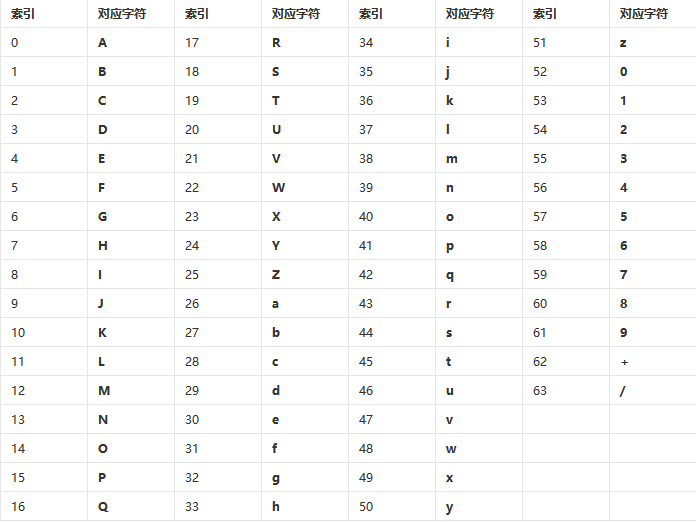 索引 对应字符 索引 对应字符 索引 对应字符 索引 对应字符
0 A 17 R 34 i 51 z
1 B 18 S 35 j 52 0
2 C 19 T 36 k 53 1
3 D 20 U 37 l 54 2
4 E 21 V 38 m 55 3
5 F 22 W 39 n 56 4
6 G 23 X 40 o 57 5
7 H 24 Y 41 p 58 6
8 I 25 Z 42 q 59 7
9 J 26 a 43 r 60 8
10 K 27 b 44 s 61 9
11 L 28 c 45 t 62 +
12 M 29 d 46 u 63 /
13 N 30 e 47 v
14 O 31 f 48 w
15 P 32 g 49 x
16 Q 33 h 50 y